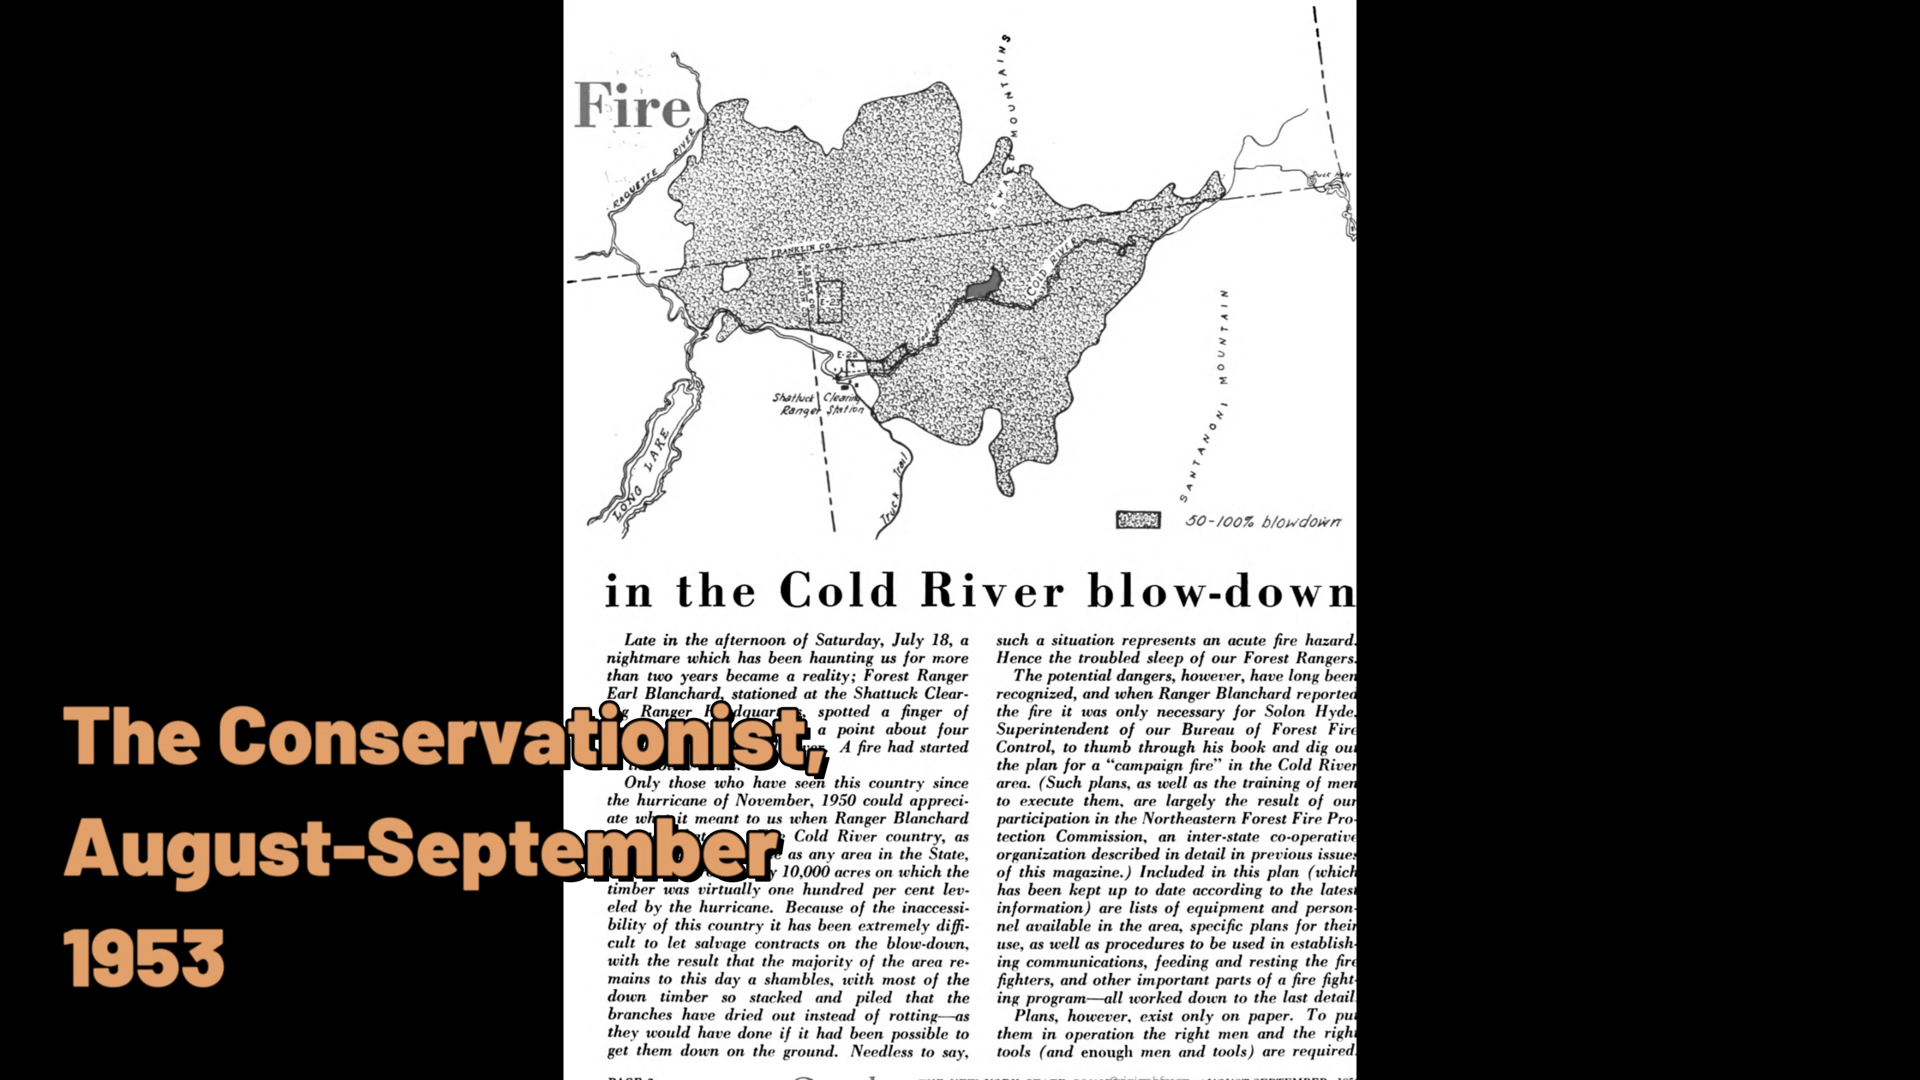 Fire
RAQUETTE RIVER
SEWARD MOUNTAINS
Duck Hole
FRANKLIN CO.
ESSEX CO.
HAMILTON CO.
COLD RIVER
E-22
Shattuck Clearing
Ranger Station
LONG LAKE
Truck Trail
SANTANONI MOUNTAIN
50-100% blowdown
in the Cold River blow-down
Late in the afternoon of Saturday, July 18, a
nightmare which has been haunting us for more
than two years became a reality; Forest Ranger
Earl Blanchard, stationed at the Shattuck Clear-
Ranger spotted a finger of
a point about four
A fire had started
Only those who have seen this country since
the hurricane of November, 1950 could appreci-
ate what it meant to us when Ranger Blanchard
Cold River country, as
as any area in the State,
10,000 acres on which the
timber was virtually one hundred per cent lev-
eled by the hurricane. Because of the inaccessi-
bility of this country it has been extremely diffi-
cult to let salvage contracts on the blow-down,
with the result that the majority of the area re-
mains to this day a shambles, with most of the
down timber so stacked and piled that the
branches have dried out instead of rotting—as
they would have done if it had been possible to
get them down on the ground. Needless to say,
such a situation represents an acute fire hazard.
Hence the troubled sleep of our Forest Rangers.
The potential dangers, however, have long been
recognized, and when Ranger Blanchard reported
the fire it was only necessary for Solon Hyde,
Superintendent of our Bureau of Forest Fire
Control, to thumb through his book and dig out
the plan for a “campaign fire” in the Cold River
area. (Such plans, as well as the training of men
to execute them, are largely the result of our
participation in the Northeastern Forest Fire Pro-
tection Commission, an inter-state co-operative
organization described in detail in previous issues
of this magazine.) Included in this plan (which
has been kept up to date according to the latest
information) are lists of equipment and person-
nel available in the area, specific plans for their
use, as well as procedures to be used in establish-
ing communications, feeding and resting the fire
fighters, and other important parts of a fire fight-
ing program—all worked down to the last detail.
Plans, however, exist only on paper. To put
them in operation the right men and the right
tools (and enough men and tools) are required.
The Conservationist,
August-September
1953